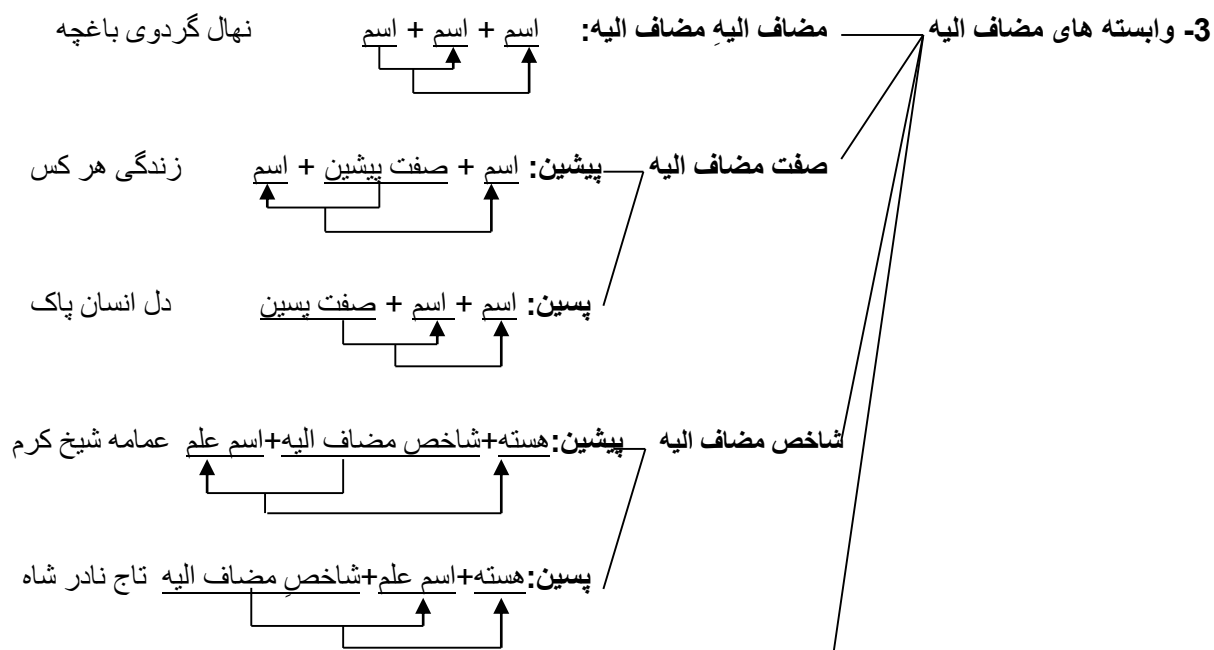 3- وابسته های مضاف الیه مضاف الیهِ مضاف الیه: اسم + اسم + اسم نهال گردوی باغچه
صفت مضاف الیه پیشین: اسم + صفت پیشین + اسم زندگی هر کس
پسین: اسم + اسم + صفت پسین دل انسان پاک
شاخص مضاف الیه پیشین:هسته+شاخص مضاف الیه+اسم علم عمامه شیخ کرم
پسین:هسته+اسم علم+شاخصِ مضاف الیه تاج نادر شاه